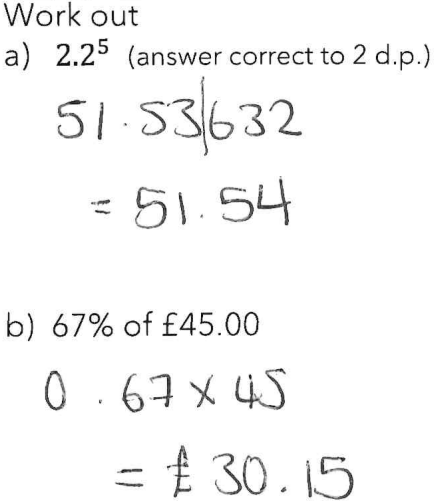 Work out
a) 2.2⁵ (answer correct to 2 d.p.)
51.53|632
= 51.54
b) 67% of £45.00
0.67 × 45
= £30.15